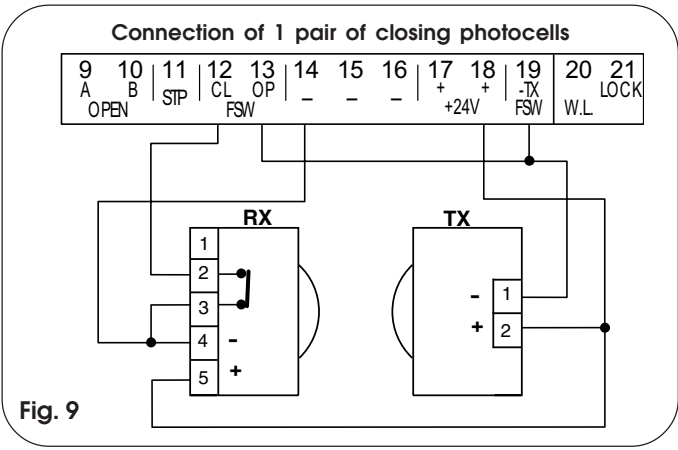 Connection of 1 pair of closing photocells
9 10 11 12 13 14 15 16 17 18 19 20 21
A B STP CL OP _ _ _ + + -TX LOCK
OPEN FSW +24V FSW W.L.
RX TX
1
2
3
4 -
5 +
- 1
+ 2
Fig. 9